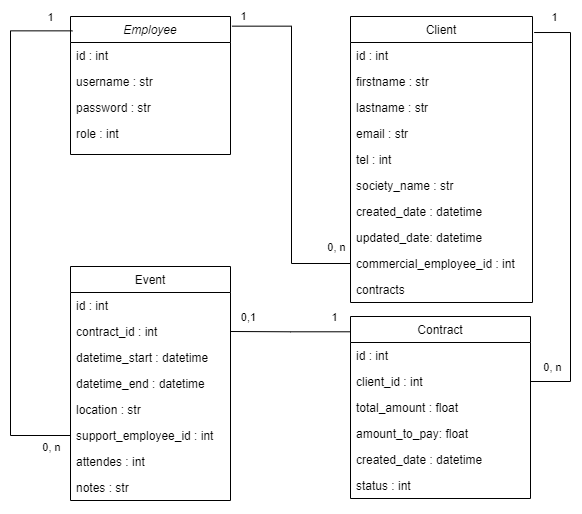 1
Employee
id : int
username : str
password : str
role : int
1
Client
id : int
firstname : str
lastname : str
email : str
tel : int
society_name : str
created_date : datetime
updated_date: datetime
commercial_employee_id : int
contracts
1
0, n
Event
id : int
contract_id : int
datetime_start : datetime
datetime_end : datetime
location : str
support_employee_id : int
attendes : int
notes : str
0, n
0,1
1
Contract
id : int
client_id : int
total_amount : float
amount_to_pay: float
created_date : datetime
status : int
0, n